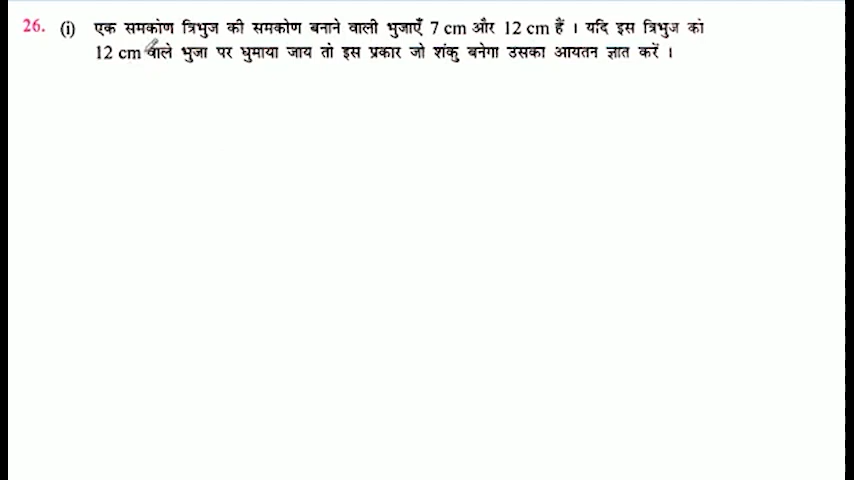 26. (i) एक समकोण त्रिभुज की समकोण बनाने वाली भुजाएँ 7 cm और 12 cm हैं । यदि इस त्रिभुज को
12 cm वाले भुजा पर घुमाया जाय तो इस प्रकार जो शंकु बनेगा उसका आयतन ज्ञात करें ।